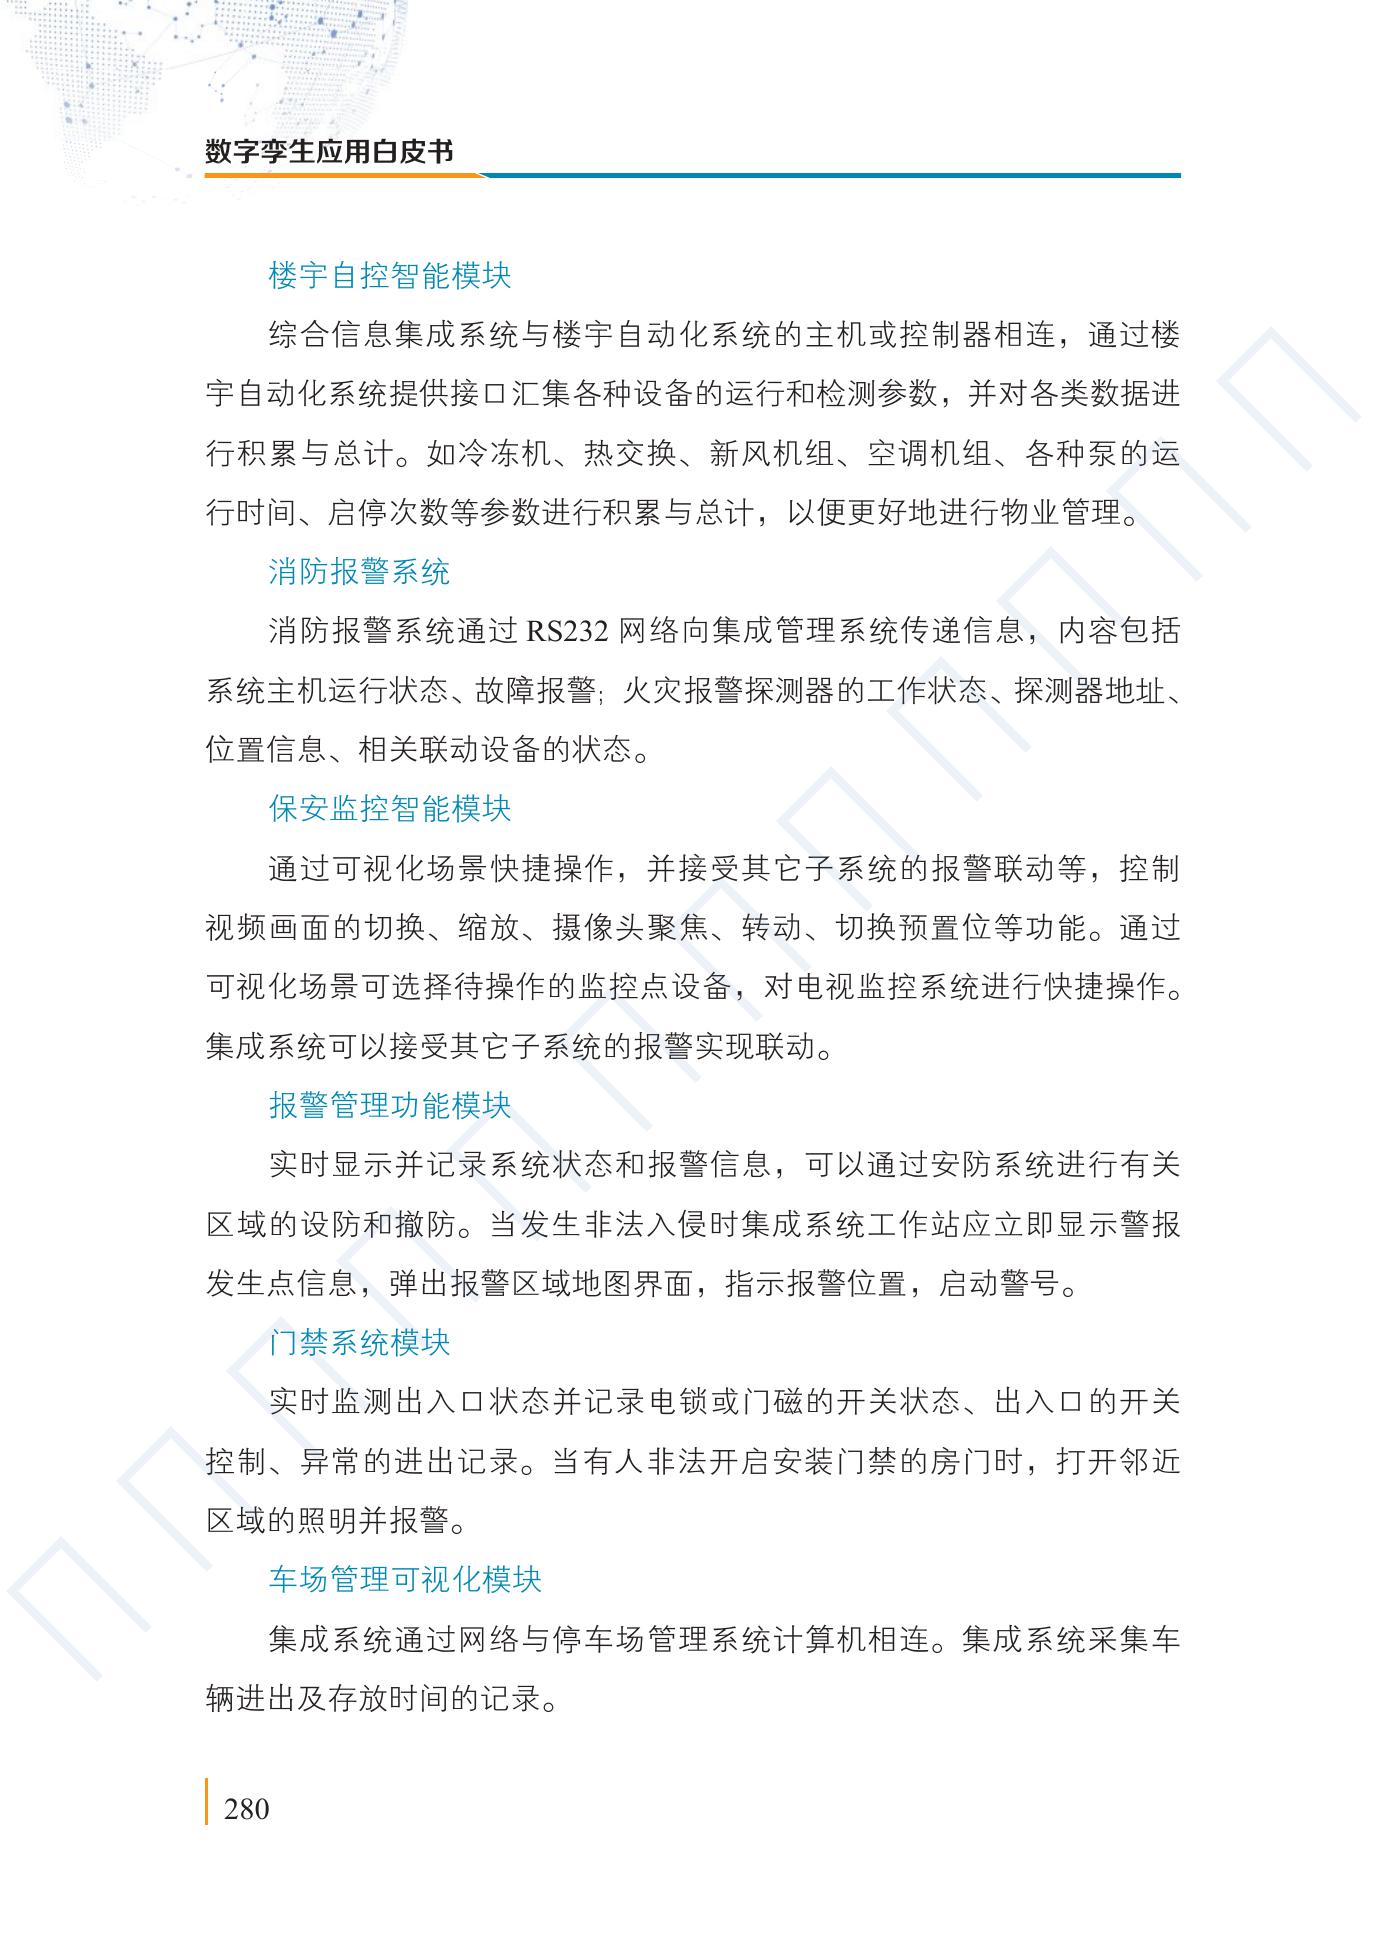 数字孪生应用白皮书
楼宇自控智能模块
综合信息集成系统与楼宇自动化系统的主机或控制器相连，通过楼
宇自动化系统提供接口汇集各种设备的运行和检测参数，并对各类数据进
行积累与总计。如冷冻机、热交换、新风机组、空调机组、各种泵的运
行时间、启停次数等参数进行积累与总计，以便更好地进行物业管理。
消防报警系统
消防报警系统通过 RS232 网络向集成管理系统传递信息，内容包括
系统主机运行状态、故障报警；火灾报警探测器的工作状态、探测器地址、
位置信息、相关联动设备的状态。
保安监控智能模块
通过可视化场景快捷操作，并接受其它子系统的报警联动等，控制
视频画面的切换、缩放、摄像头聚焦、转动、切换预置位等功能。通过
可视化场景可选择待操作的监控点设备，对电视监控系统进行快捷操作。
集成系统可以接受其它子系统的报警实现联动。
报警管理功能模块
实时显示并记录系统状态和报警信息，可以通过安防系统进行有关
区域的设防和撤防。当发生非法入侵时集成系统工作站应立即显示警报
发生点信息，弹出报警区域地图界面，指示报警位置，启动警号。
门禁系统模块
实时监测出入口状态并记录电锁或门磁的开关状态、出入口的开关
控制、异常的进出记录。当有人非法开启安装门禁的房门时，打开邻近
区域的照明并报警。
车场管理可视化模块
集成系统通过网络与停车场管理系统计算机相连。集成系统采集车
辆进出及存放时间的记录。
280